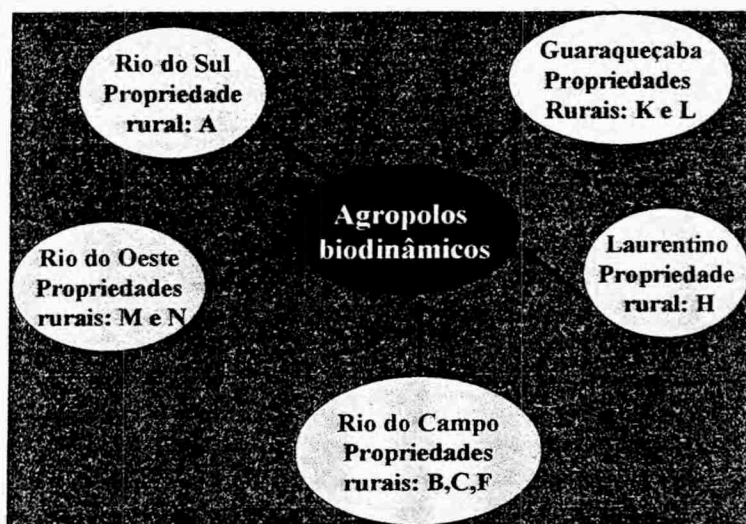 Rio do Sul
Propriedade
rural: A
Guaraqueçaba
Propriedades
Rurais: K e L
Agropolos
biodinâmicos
Rio do Oeste
Propriedades
rurais: M e N
Laurentino
Propriedade
rural: H
Rio do Campo
Propriedades
rurais: B,C,F